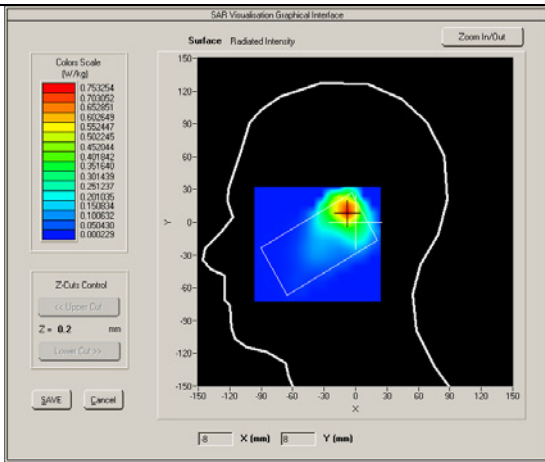 SAR Visualisation Graphical Interface
Surface Radiated Intensity
Zoom In/Out
Colors Scale
(W/kg)
0.753254
0.703052
0.652851
0.602649
0.552447
0.502245
0.452044
0.401842
0.351640
0.301439
0.251237
0.201035
0.150834
0.100632
0.050430
0.000229
Z-Cuts Control
<< Upper Cut
Z = 0.2 mm
Lower Cut >>
SAVE
Cancel
150
120
90
60
30
0
-30
-60
-90
-120
-150
Y
-150 -120 -90 -60 -30 0 30 60 90 120 150
X
-8 X (mm) 8 Y (mm)